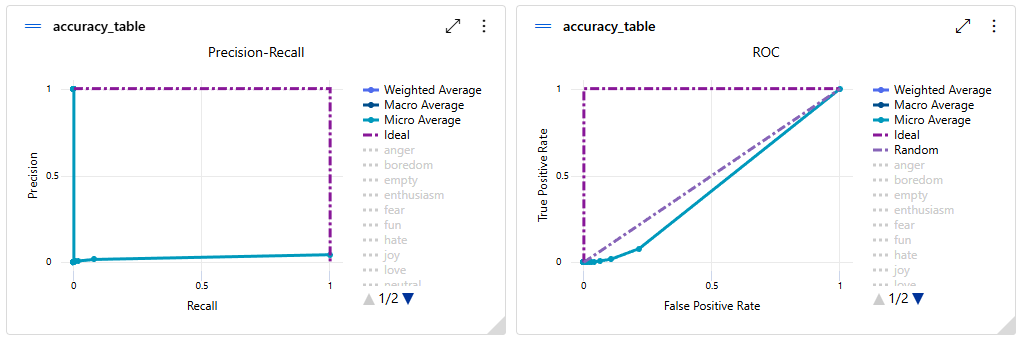 accuracy_table
Precision-Recall
1
0.5
0
Precision
0
0.5
1
Recall
Weighted Average
Macro Average
Micro Average
Ideal
anger
boredom
empty
enthusiasm
fear
fun
hate
joy
love
neutral
1/2
accuracy_table
ROC
1
0.5
0
True Positive Rate
0
0.5
1
False Positive Rate
Weighted Average
Macro Average
Micro Average
Ideal
Random
anger
boredom
empty
enthusiasm
fear
fun
hate
joy
love
1/2